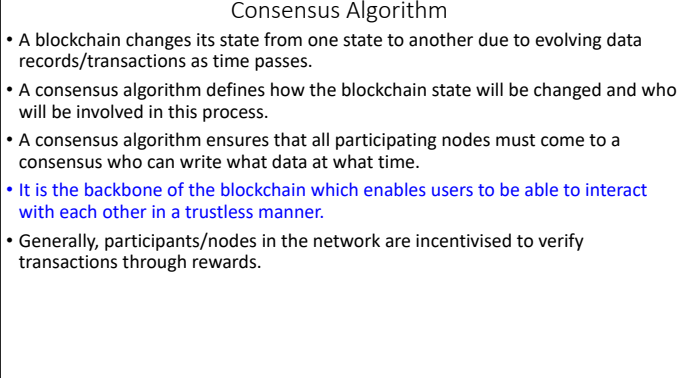 Consensus Algorithm
• A blockchain changes its state from one state to another due to evolving data
records/transactions as time passes.
• A consensus algorithm defines how the blockchain state will be changed and who
will be involved in this process.
• A consensus algorithm ensures that all participating nodes must come to a
consensus who can write what data at what time.
• It is the backbone of the blockchain which enables users to be able to interact
with each other in a trustless manner.
• Generally, participants/nodes in the network are incentivised to verify
transactions through rewards.